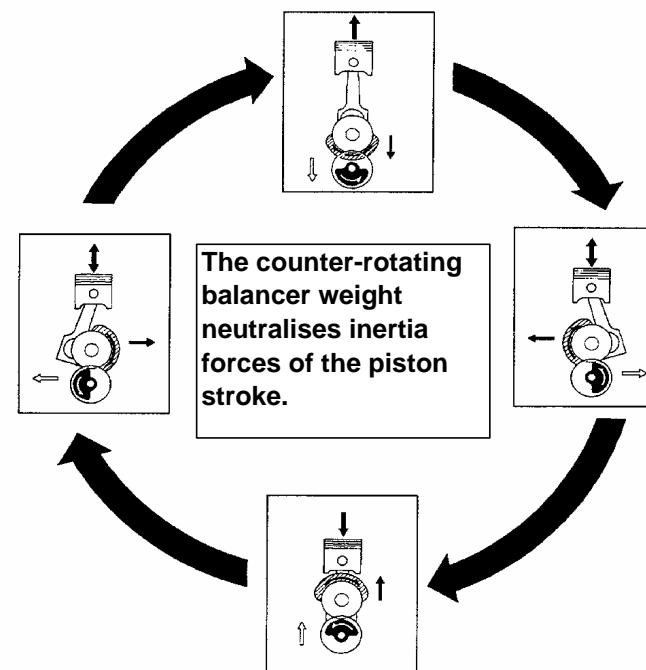 The counter-rotating
balancer weight
neutralises inertia
forces of the piston
stroke.